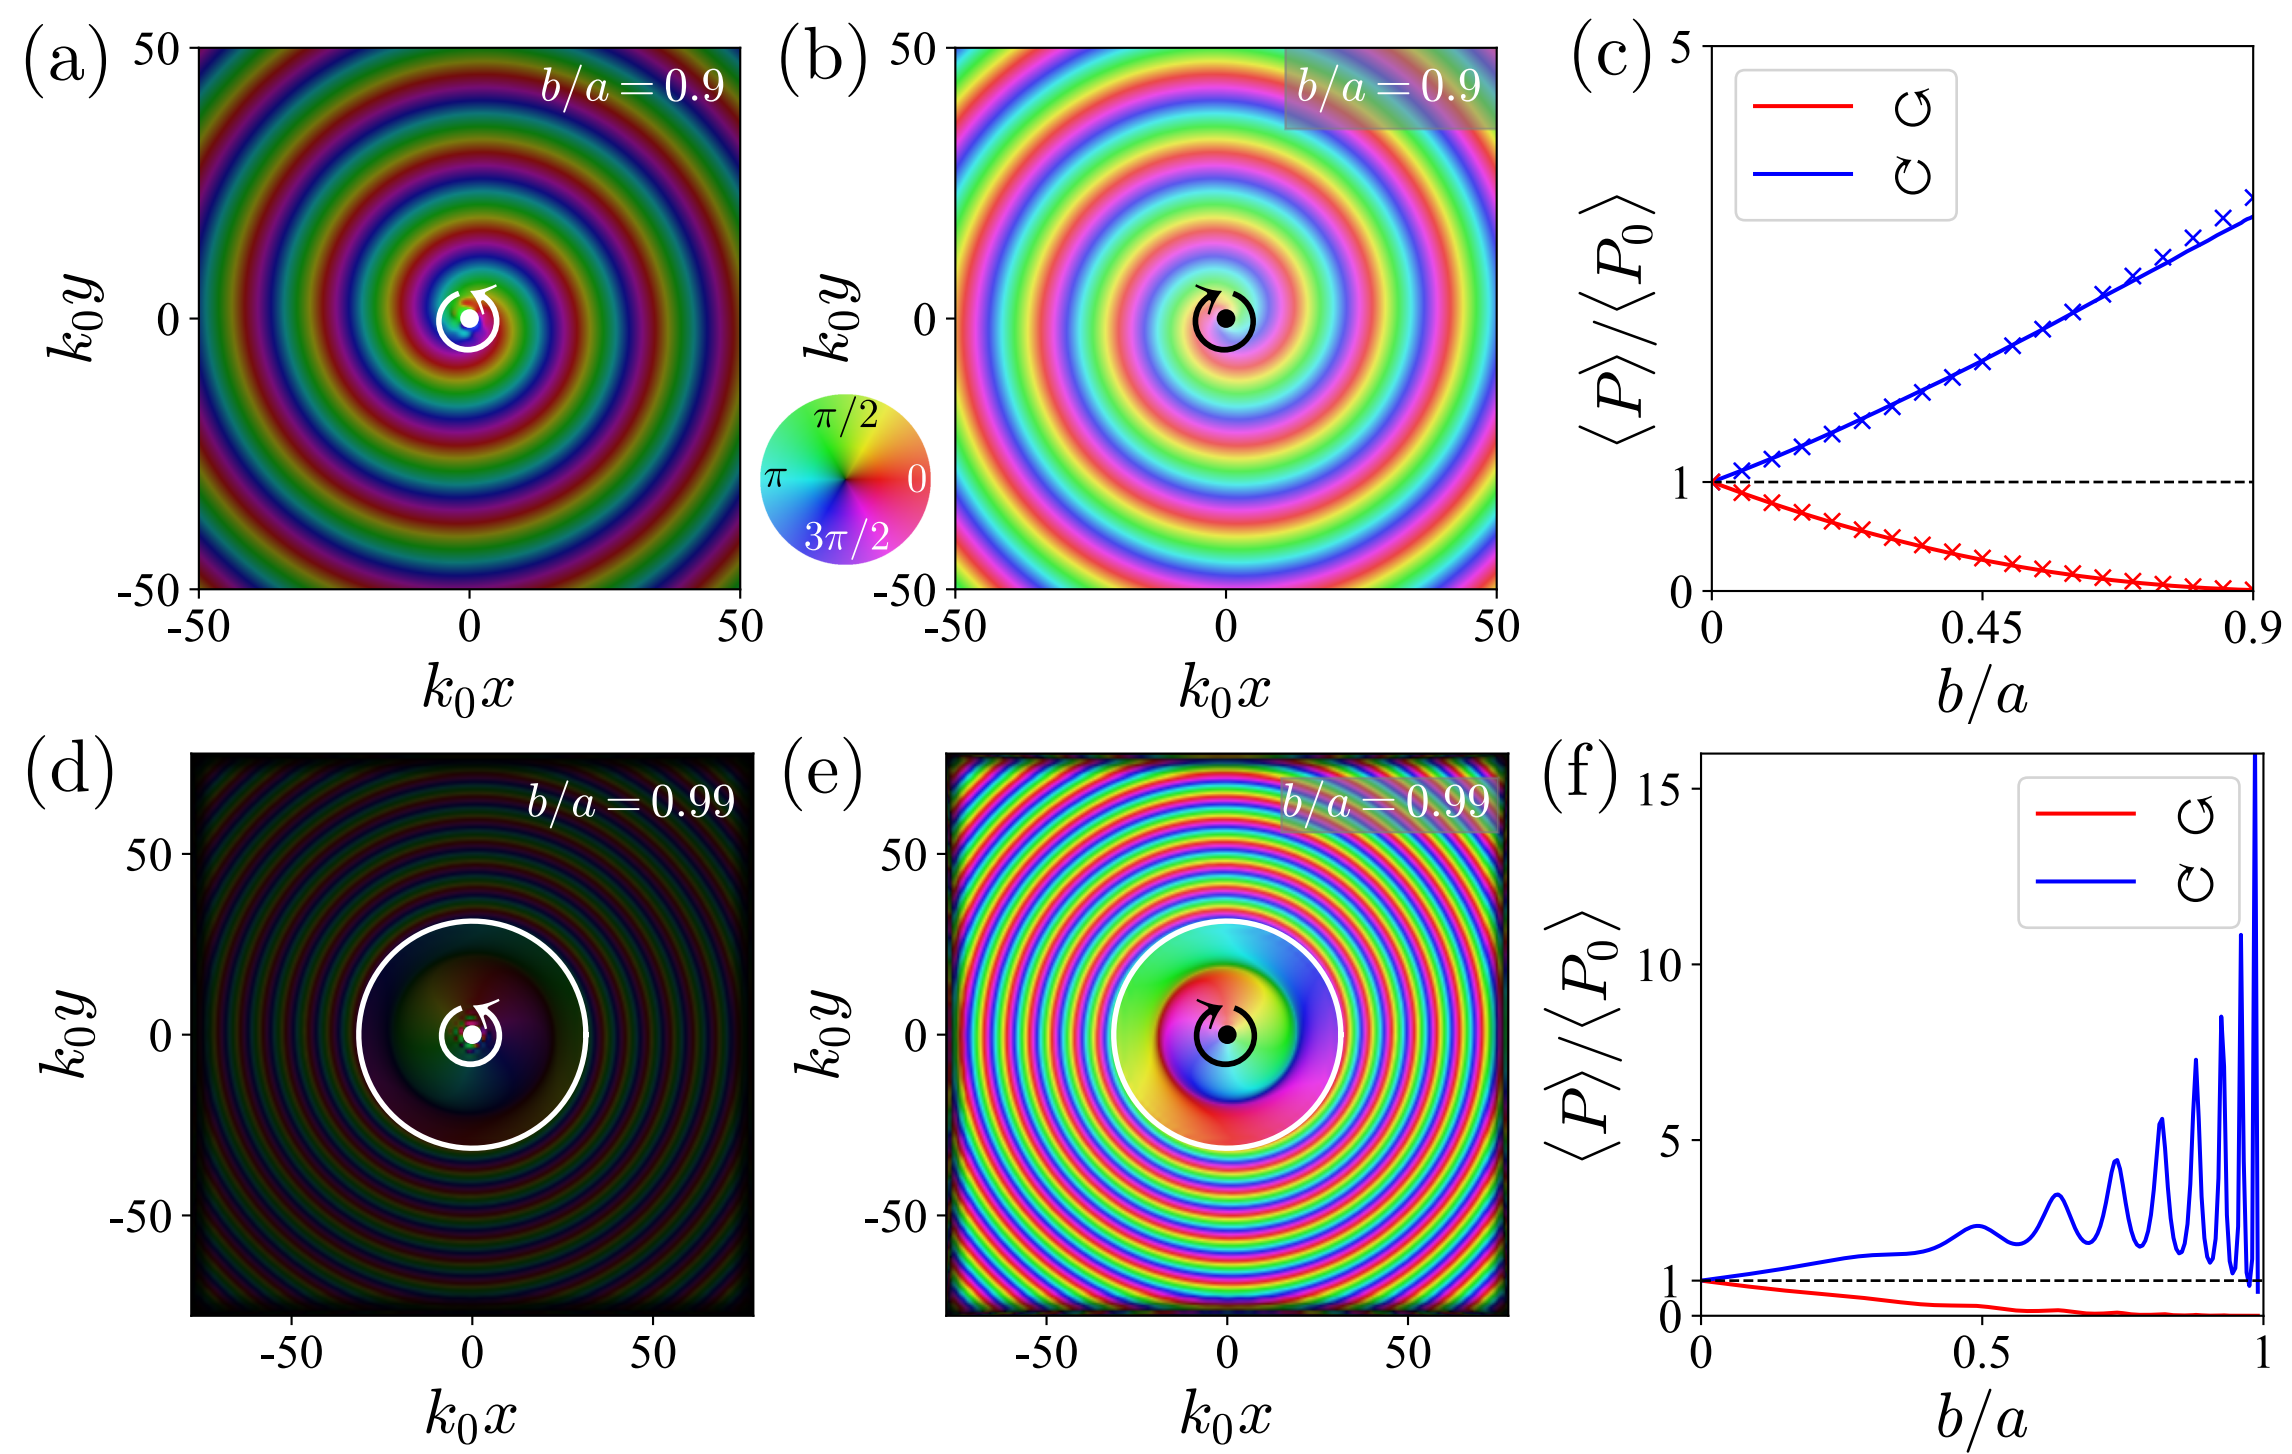 (a)
50
0
-50
-50
0
50
k₀y
k₀x
b/a = 0.9
(b)
50
0
-50
-50
0
50
k₀y
k₀x
b/a = 0.9
π/2
π
0
3π/2
(c)
5
1
0
0
0.45
0.9
⟨P⟩/⟨P₀⟩
b/a
(d)
50
0
-50
-50
0
50
k₀y
k₀x
b/a = 0.99
(e)
50
0
-50
-50
0
50
k₀y
k₀x
b/a = 0.99
(f)
15
10
5
1
0
0
0.5
1
⟨P⟩/⟨P₀⟩
b/a